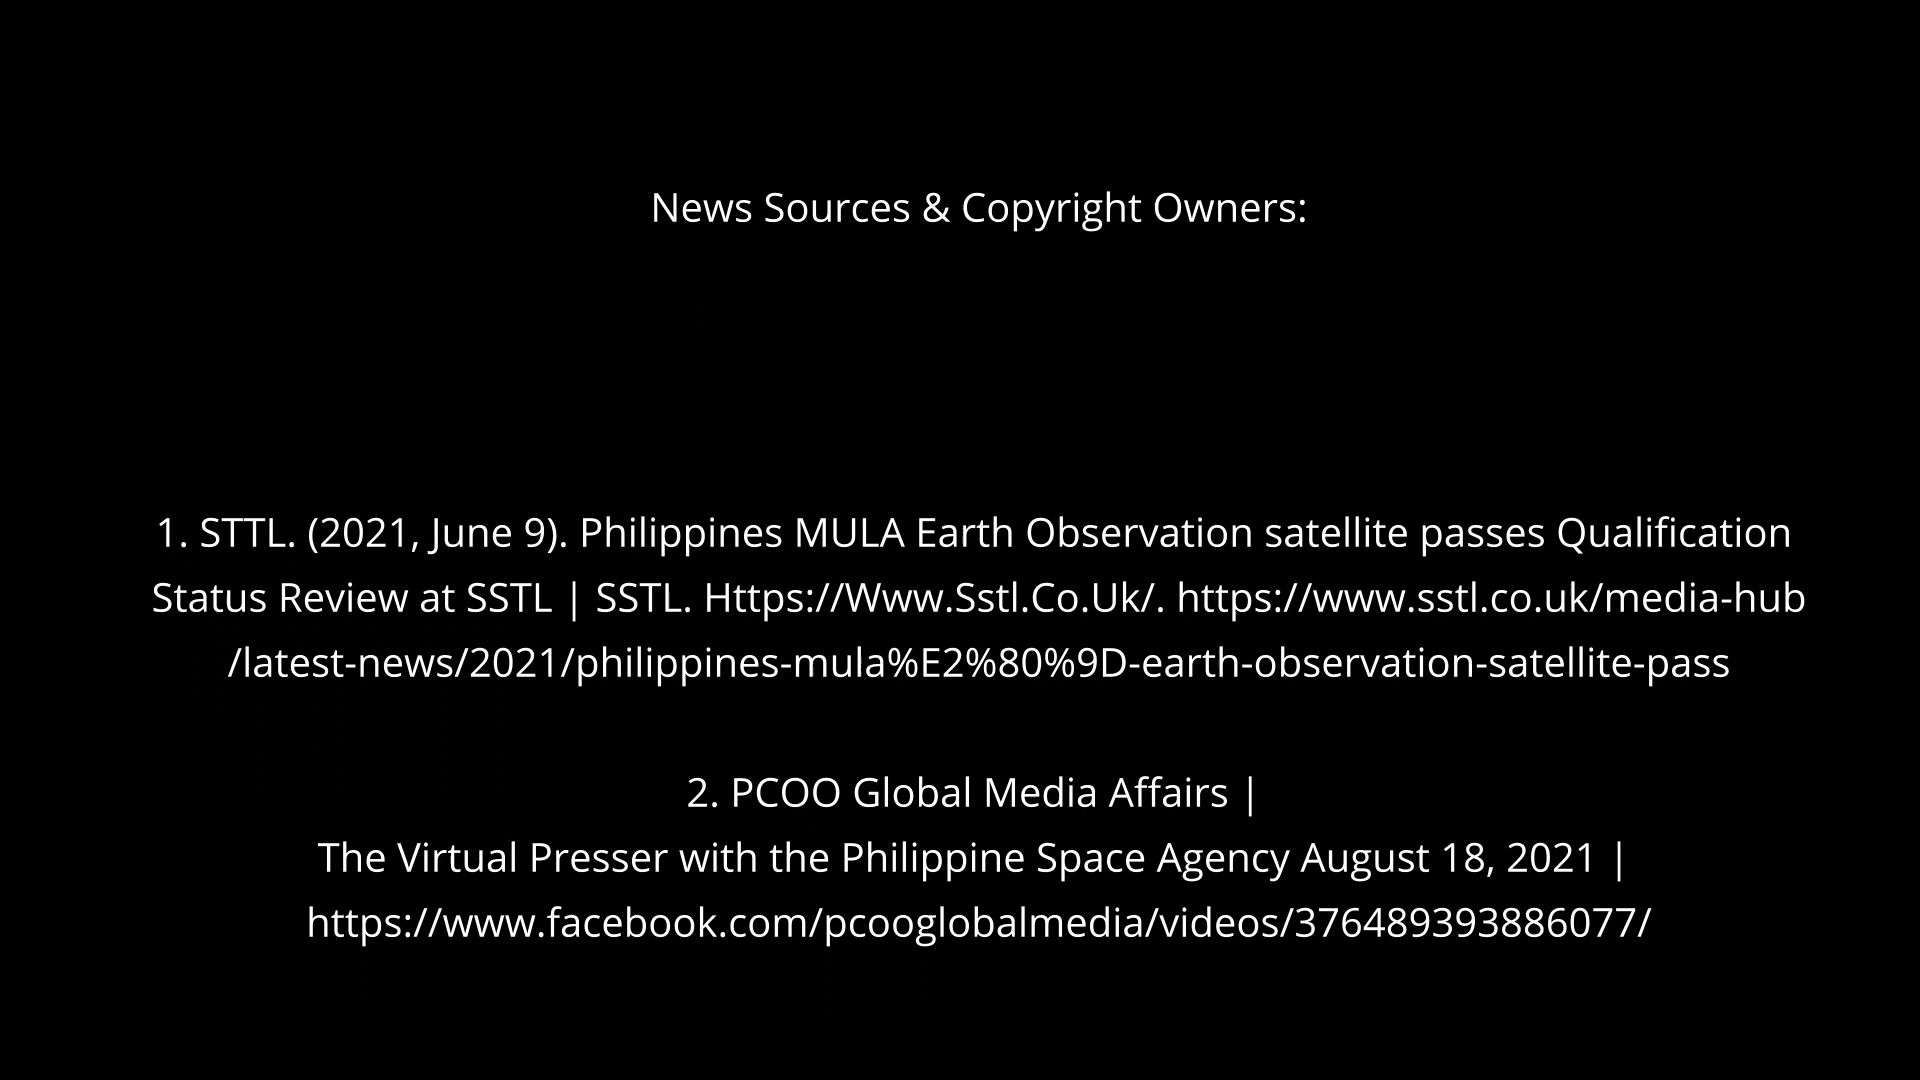 News Sources & Copyright Owners:
1. STTL. (2021, June 9). Philippines MULA Earth Observation satellite passes Qualification
Status Review at SSTL | SSTL. Https://Www.Sstl.Co.Uk/. https://www.sstl.co.uk/media-hub
/latest-news/2021/philippines-mula%E2%80%9D-earth-observation-satellite-pass
2. PCOO Global Media Affairs |
The Virtual Presser with the Philippine Space Agency August 18, 2021 |
https://www.facebook.com/pcooglobalmedia/videos/376489393886077/